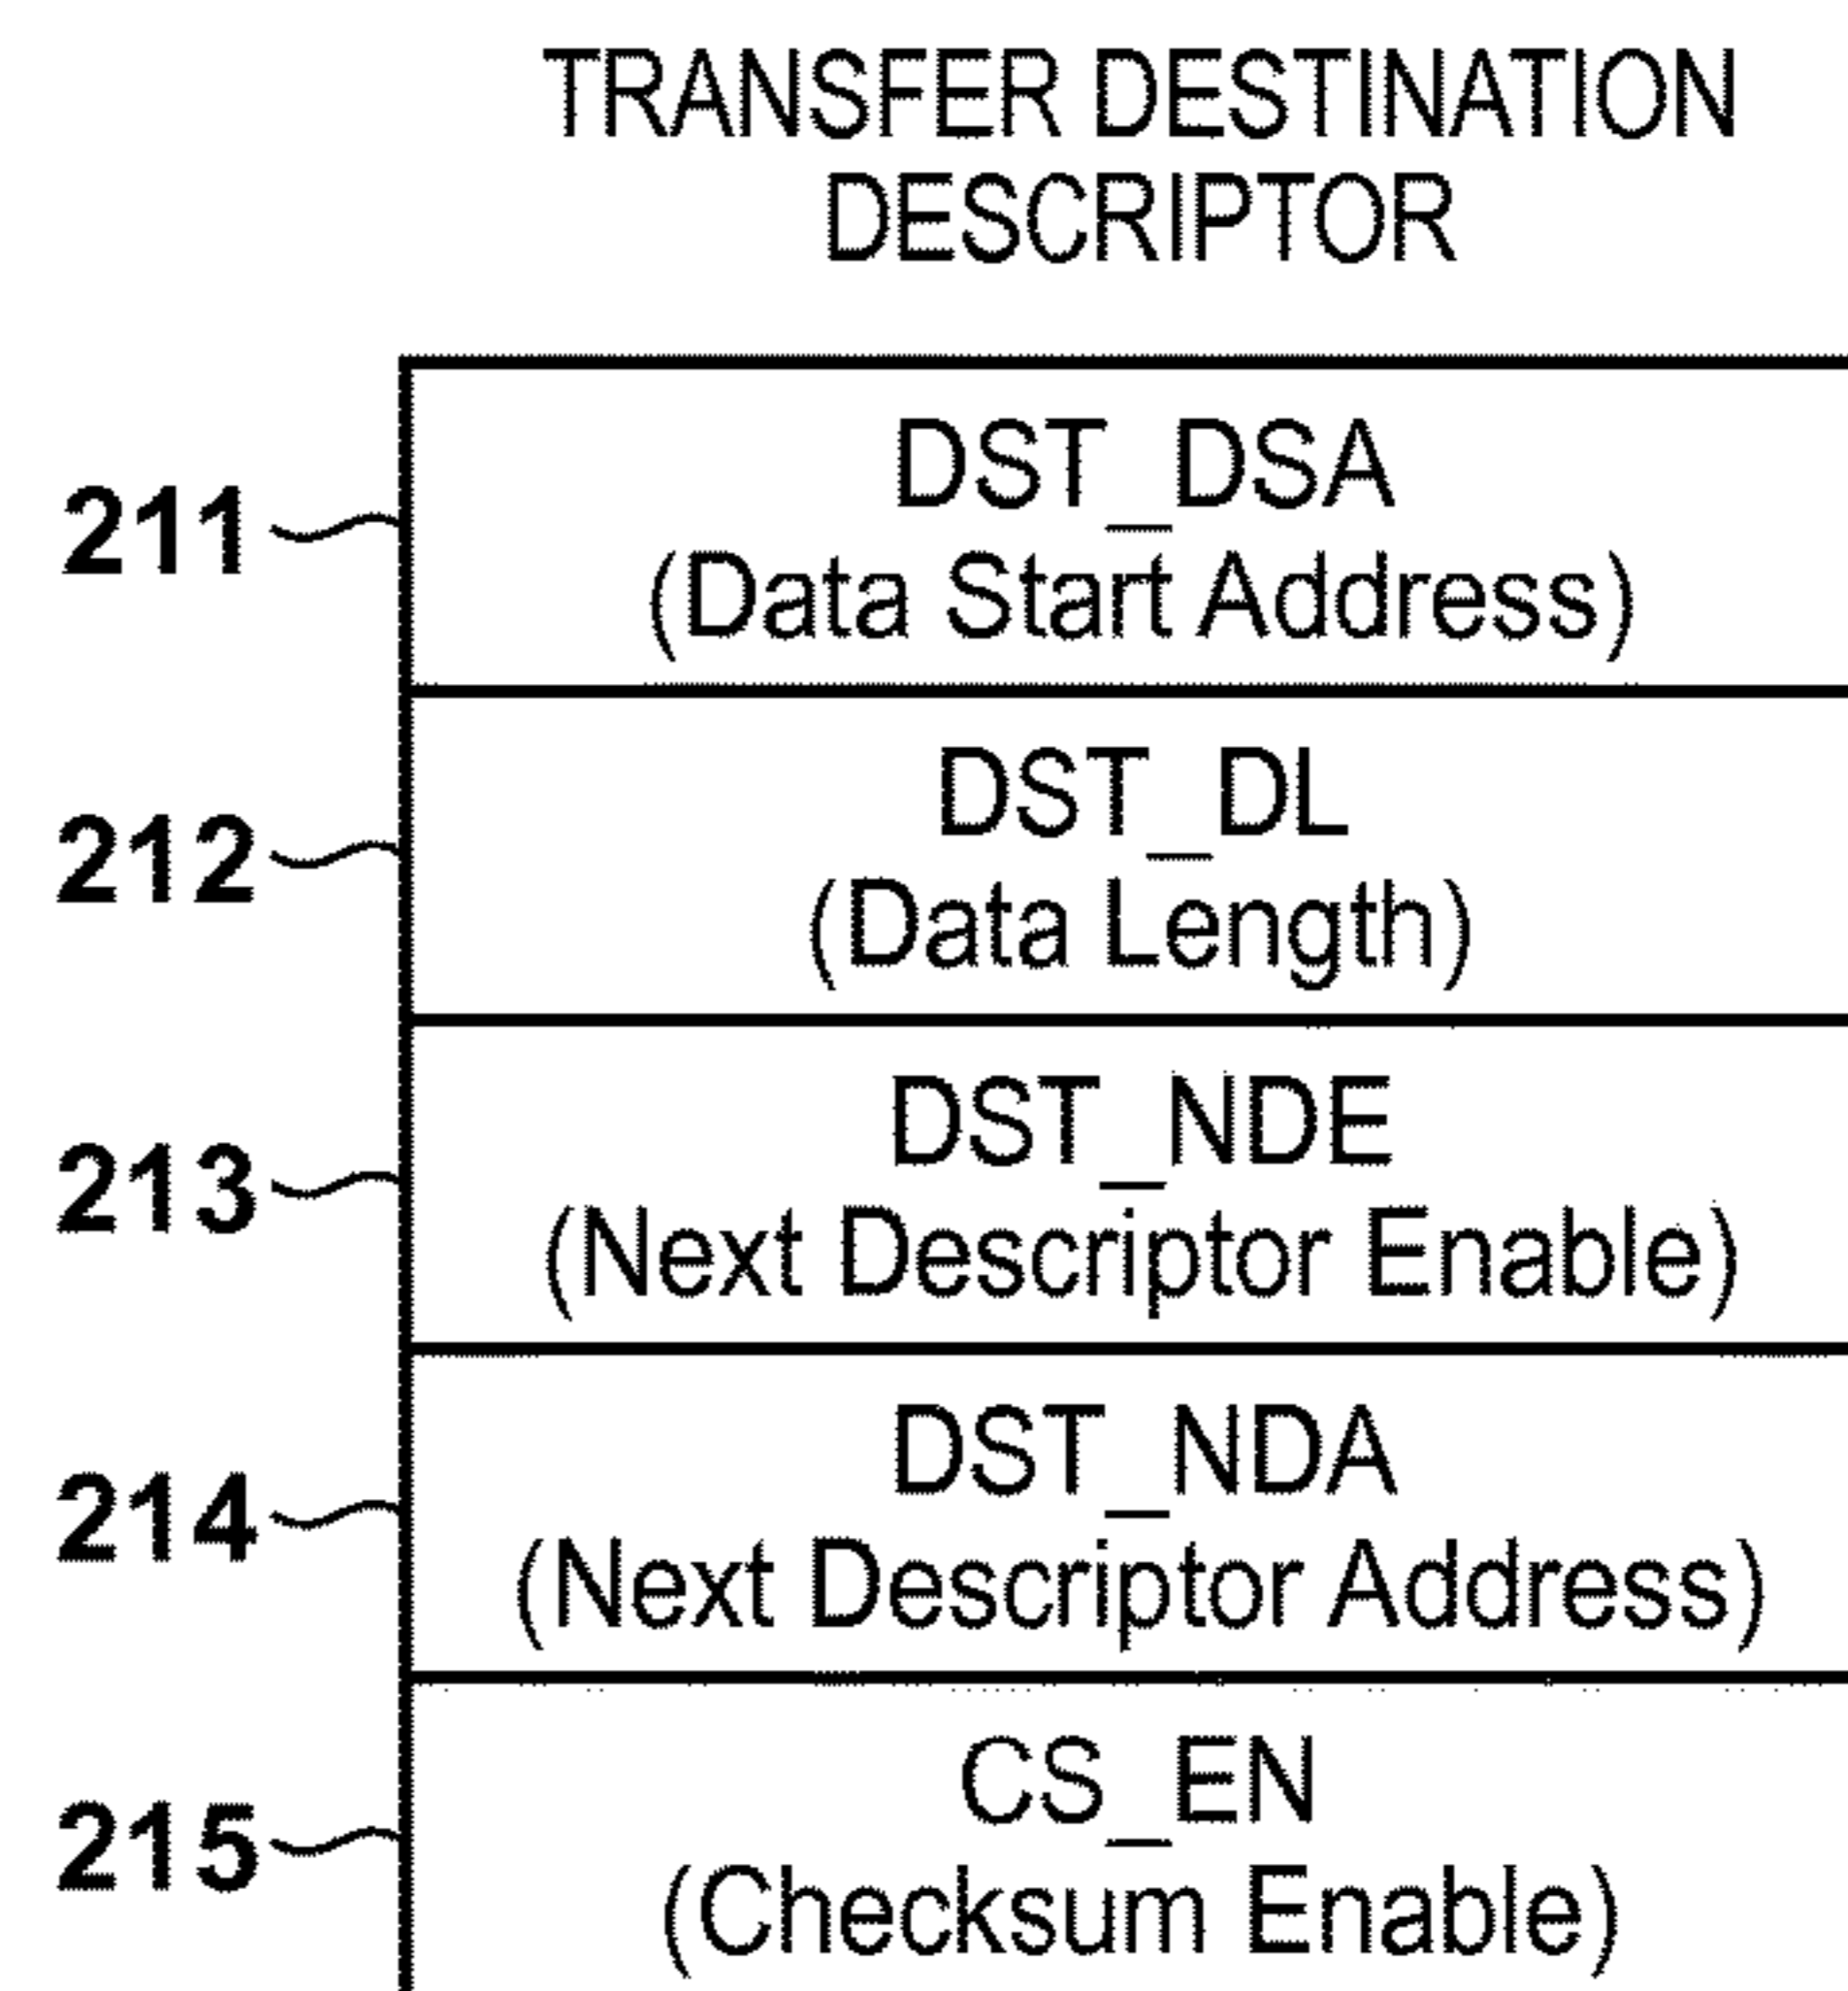 TRANSFER DESTINATION
DESCRIPTOR
211
DST_DSA
(Data Start Address)
212
DST_DL
(Data Length)
213
DST_NDE
(Next Descriptor Enable)
214
DST_NDA
(Next Descriptor Address)
215
CS_EN
(Checksum Enable)